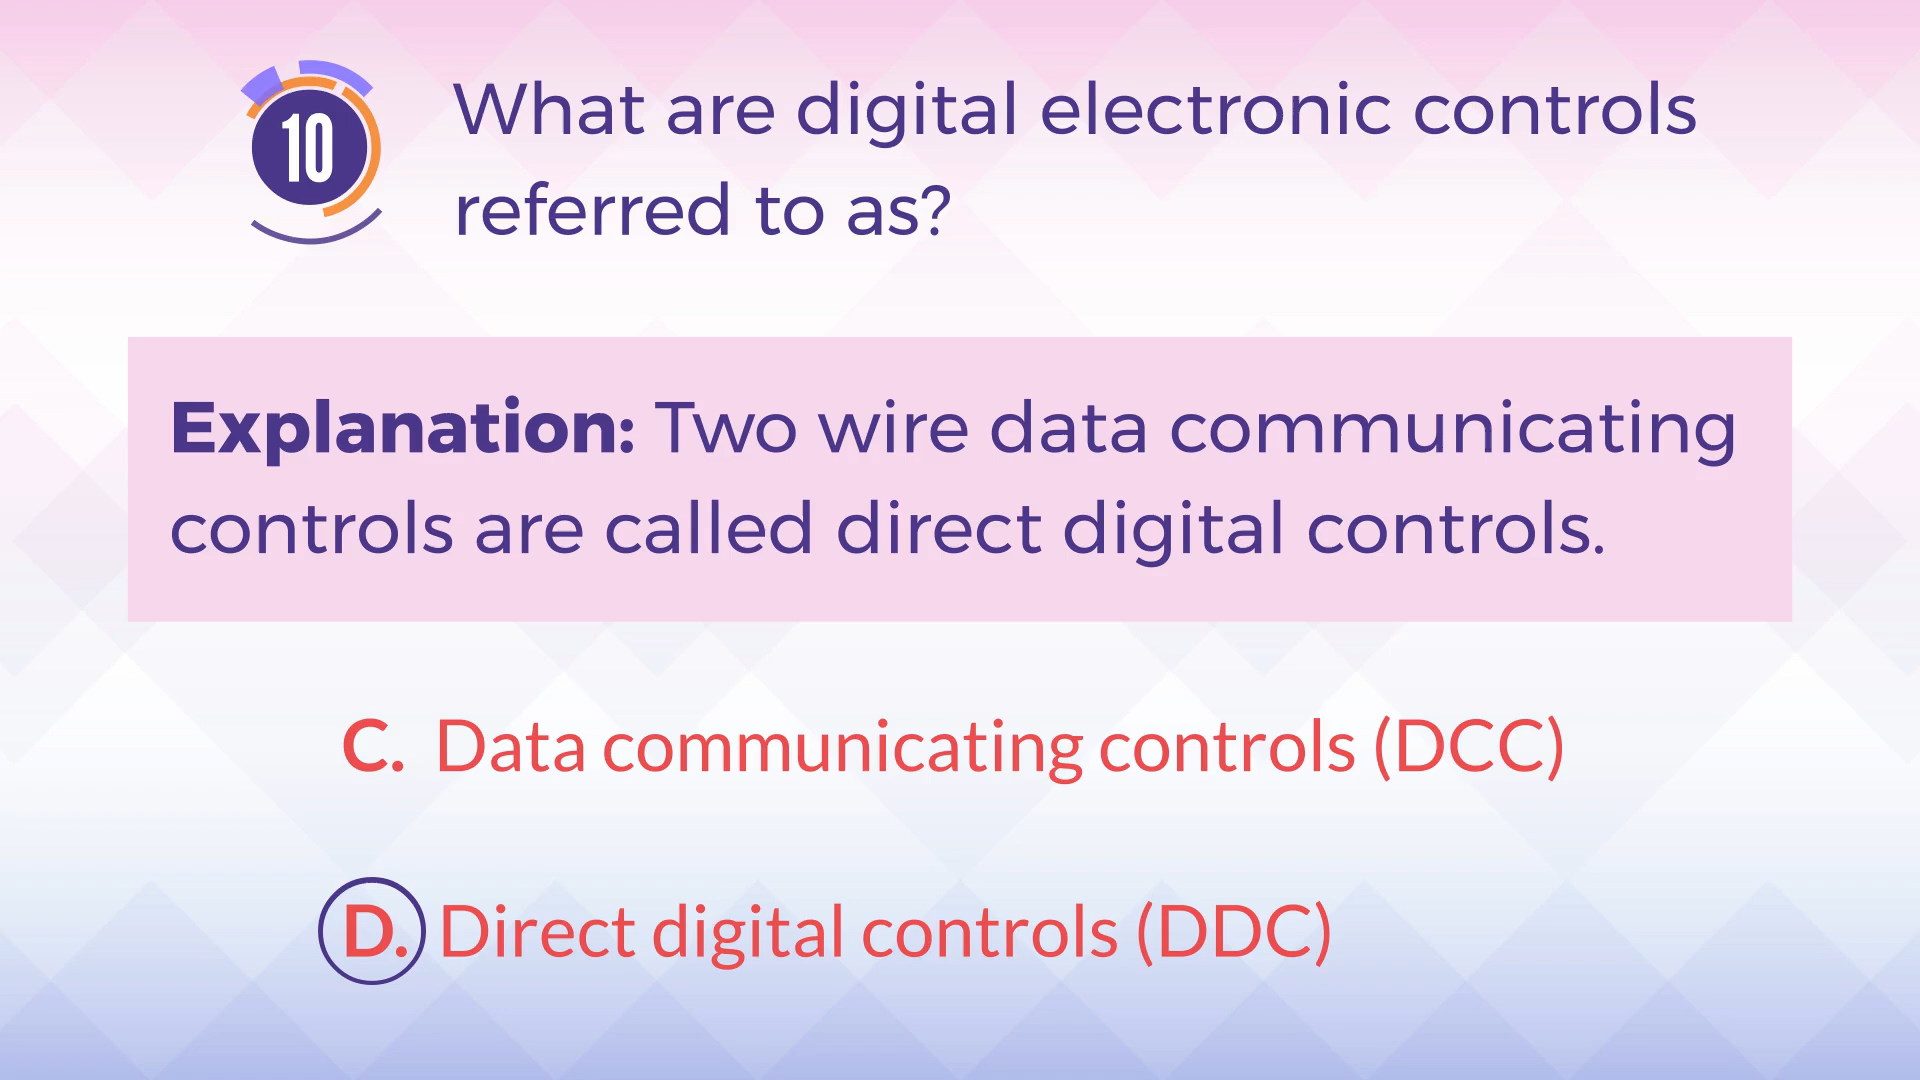 10
What are digital electronic controls
referred to as?
Explanation: Two wire data communicating
controls are called direct digital controls.
C. Data communicating controls (DCC)
D. Direct digital controls (DDC)